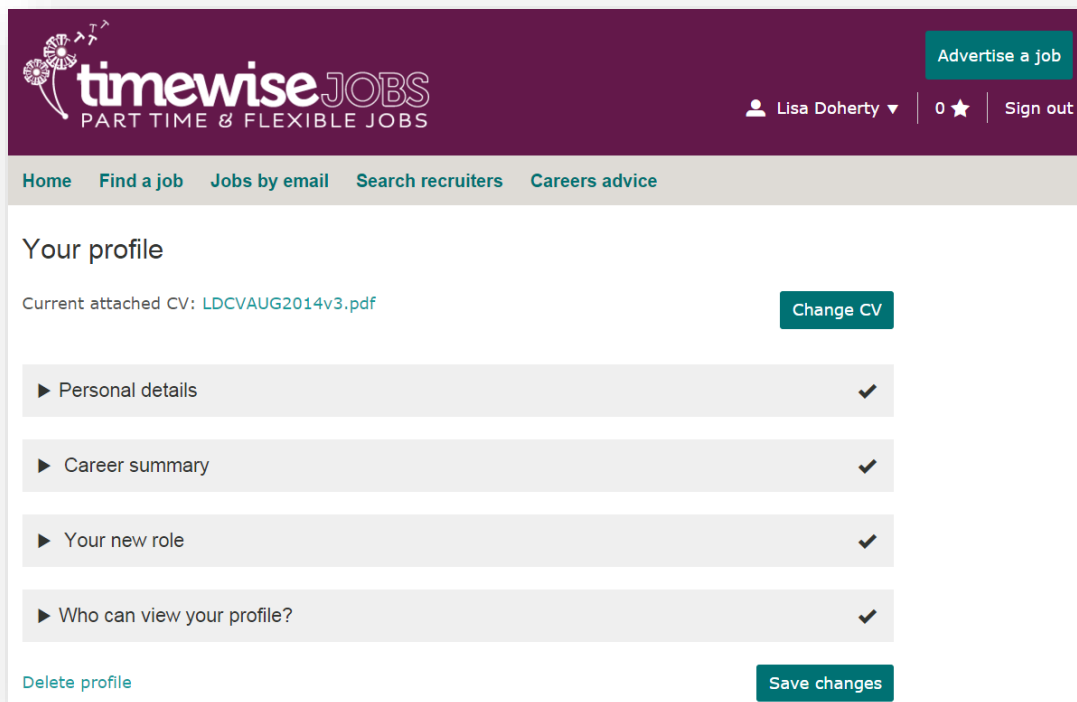 Advertise a job
timewise JOBS
PART TIME & FLEXIBLE JOBS
Lisa Doherty ▼ 0 ★ Sign out
Home Find a job Jobs by email Search recruiters Careers advice
Your profile
Current attached CV: LDCVAUG2014v3.pdf
Change CV
Personal details
Career summary
Your new role
Who can view your profile?
Delete profile
Save changes